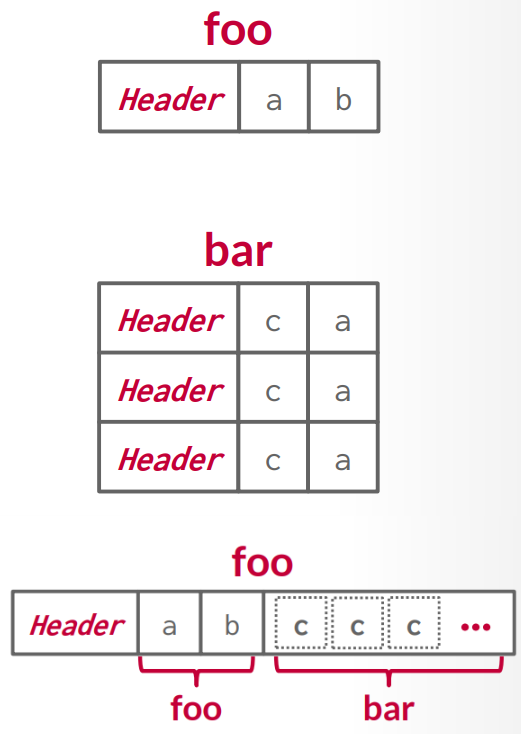 foo
Header a b
bar
Header c a
Header c a
Header c a
foo
Header a b c c c ...
foo bar